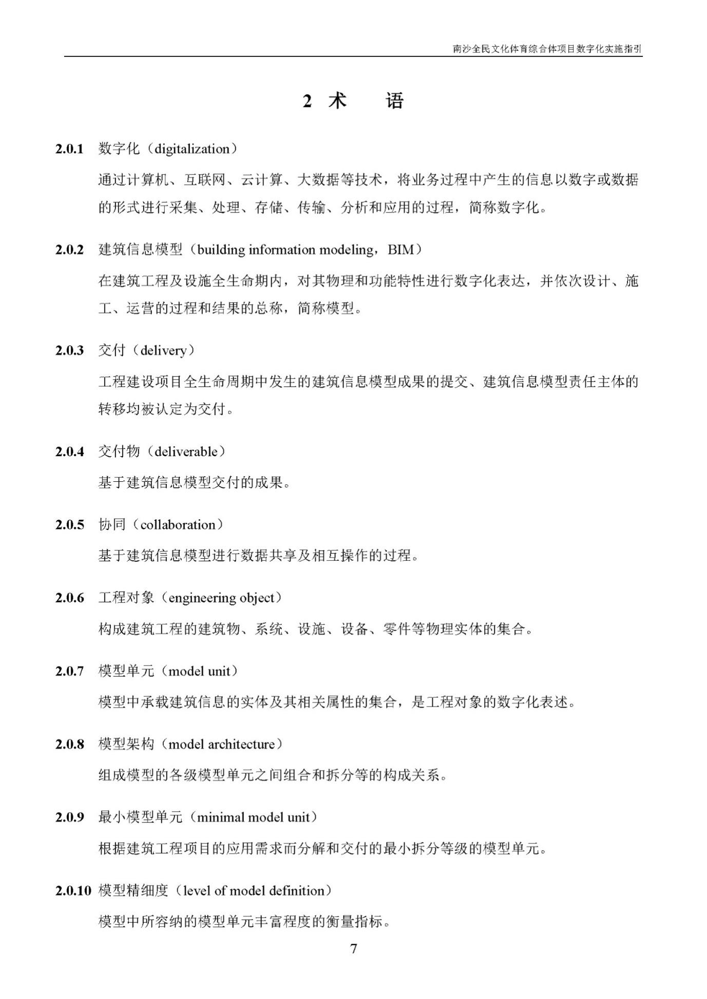 南沙全民文化体育综合体项目数字化实施指引
2 术 语
2.0.1 数字化（digitalization）
通过计算机、互联网、云计算、大数据等技术，将业务过程中产生的信息以数字或数据
的形式进行采集、处理、存储、传输、分析和应用的过程，简称数字化。
2.0.2 建筑信息模型（building information modeling，BIM）
在建筑工程及设施全生命期内，对其物理和功能特性进行数字化表达，并依次设计、施
工、运营的过程和结果的总称，简称模型。
2.0.3 交付（delivery）
工程建设项目全生命周期中发生的建筑信息模型成果的提交、建筑信息模型责任主体的
转移均被认定为交付。
2.0.4 交付物（deliverable）
基于建筑信息模型交付的成果。
2.0.5 协同（collaboration）
基于建筑信息模型进行数据共享及相互操作的过程。
2.0.6 工程对象（engineering object）
构成建筑工程的建筑物、系统、设施、设备、零件等物理实体的集合。
2.0.7 模型单元（model unit）
模型中承载建筑信息的实体及其相关属性的集合，是工程对象的数字化表述。
2.0.8 模型架构（model architecture）
组成模型的各级模型单元之间组合和拆分等的构成关系。
2.0.9 最小模型单元（minimal model unit）
根据建筑工程项目的应用需求而分解和交付的最小拆分等级的模型单元。
2.0.10 模型精细度（level of model definition）
模型中所容纳的模型单元丰富程度的衡量指标。
7